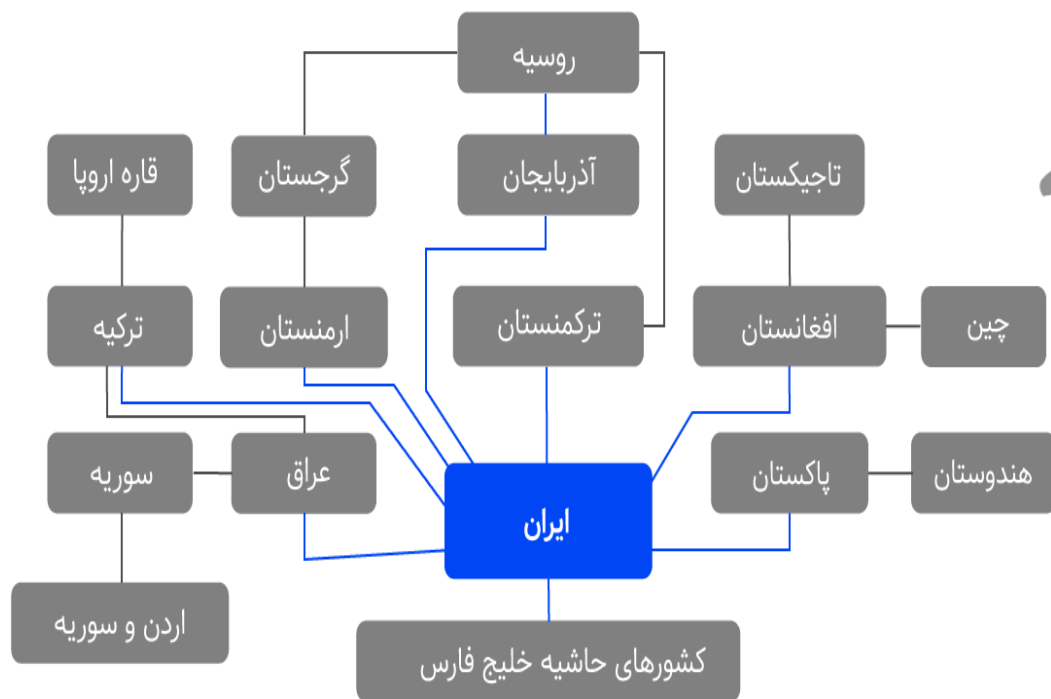 روسیه
قاره اروپا
گرجستان
آذربایجان
تاجیکستان
ترکیه
ارمنستان
ترکمنستان
افغانستان
چین
سوریه
عراق
ایران
پاکستان
هندوستان
اردن و سوریه
کشورهای حاشیه خلیج فارس